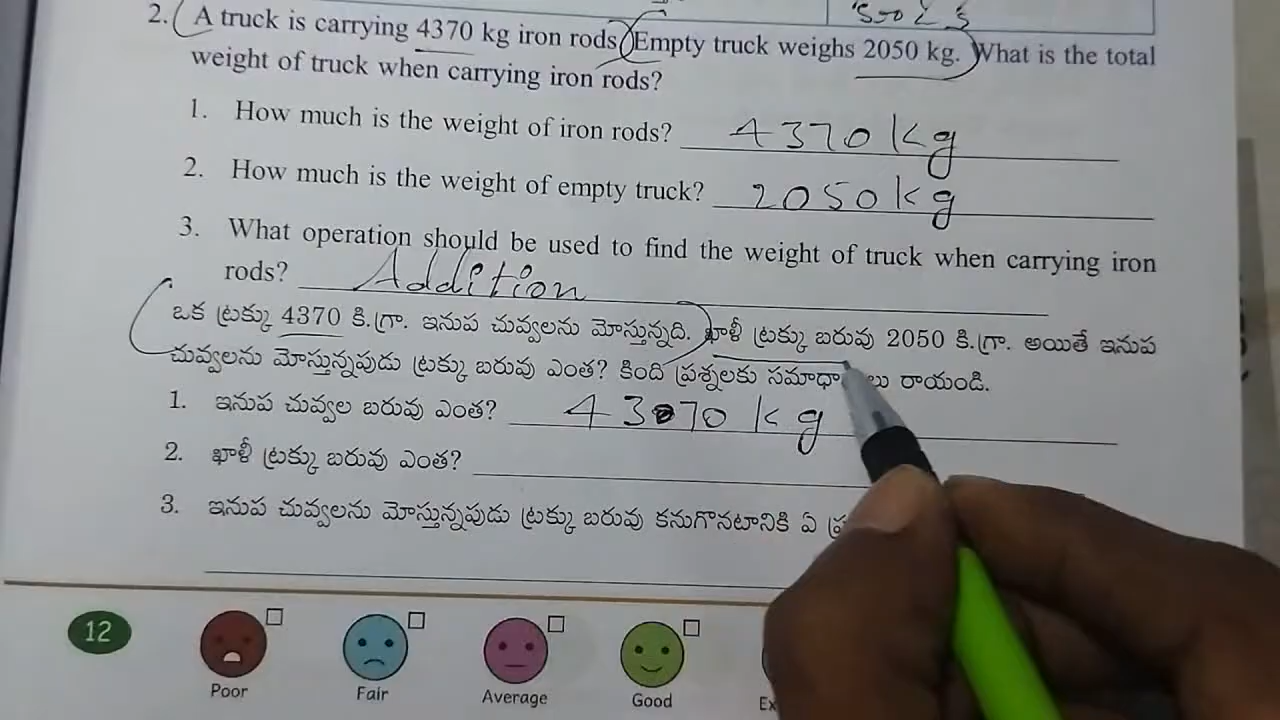 500 L S
2. A truck is carrying 4370 kg iron rods. Empty truck weighs 2050 kg. What is the total
weight of truck when carrying iron rods?
1. How much is the weight of iron rods? 4370 kg
2. How much is the weight of empty truck? 2050 kg
3. What operation should be used to find the weight of truck when carrying iron
rods? Addition
ఒక ట్రక్కు 4370 కి.గ్రా. ఇనుప చువ్వలను మోస్తున్నది. ఖాళీ ట్రక్కు బరువు 2050 కి.గ్రా. అయితే ఇనుప
చువ్వలను మోస్తున్నపుడు ట్రక్కు బరువు ఎంత? కింది ప్రశ్నలకు రాయండి.
1. ఇనుప చువ్వల బరువు ఎంత? 4370 kg
2. ఖాళీ ట్రక్కు బరువు ఎంత?
3. ఇనుప చువ్వలను మోస్తున్నపుడు ట్రక్కు బరువు కనుగొనటానికి ఏ
12
Poor Fair Average Good